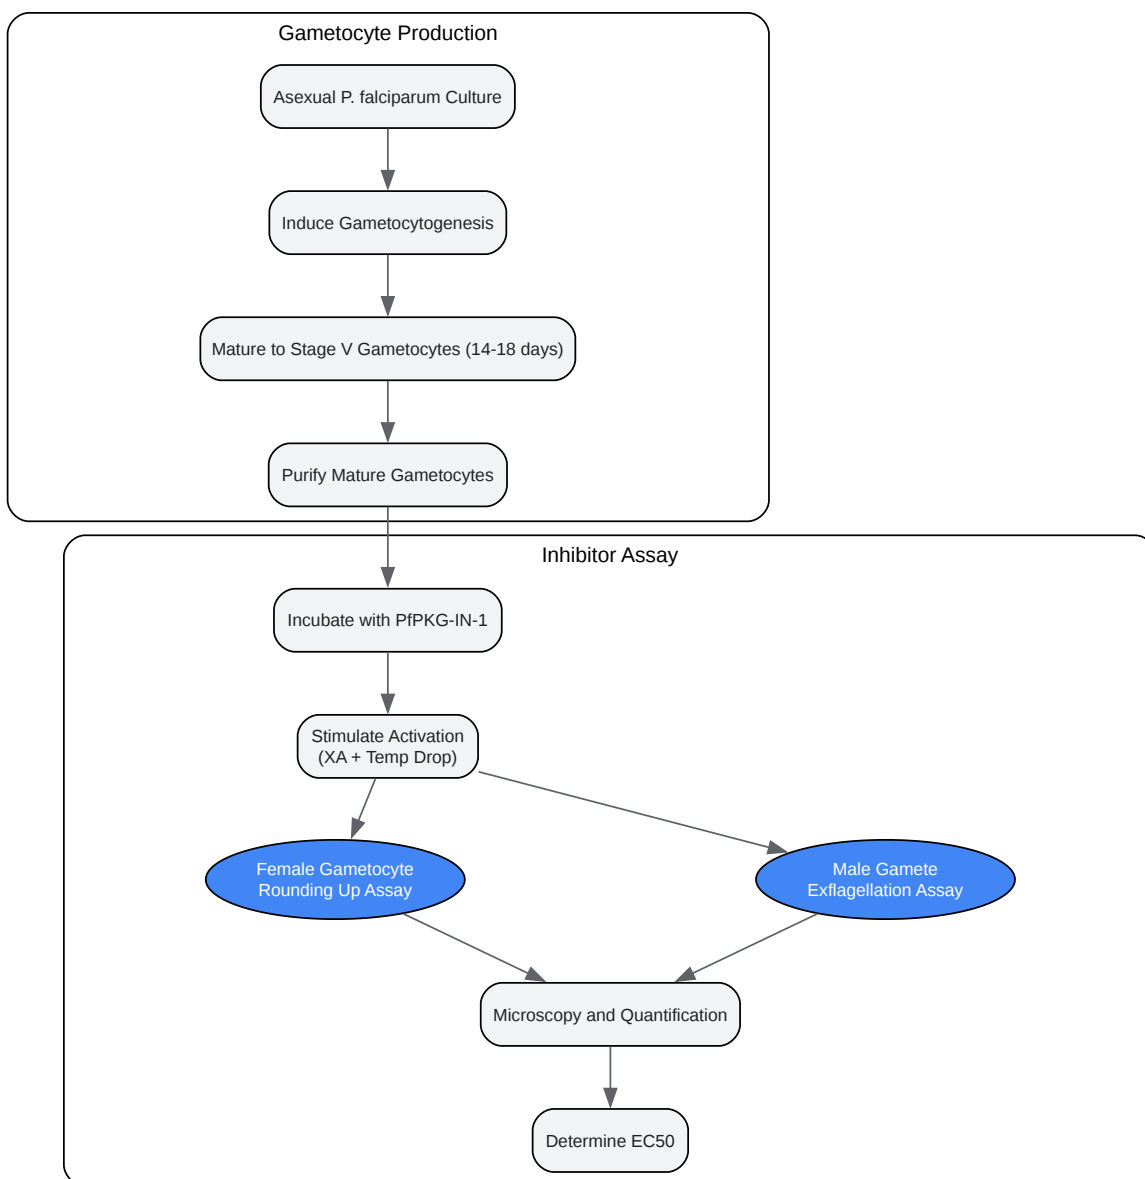 Gametocyte Production
Asexual P. falciparum Culture
Induce Gametocytogenesis
Mature to Stage V Gametocytes (14-18 days)
Purify Mature Gametocytes
Inhibitor Assay
Incubate with PfPKG-IN-1
Stimulate Activation
(XA + Temp Drop)
Female Gametocyte
Rounding Up Assay
Male Gamete
Exflagellation Assay
Microscopy and Quantification
Determine EC50